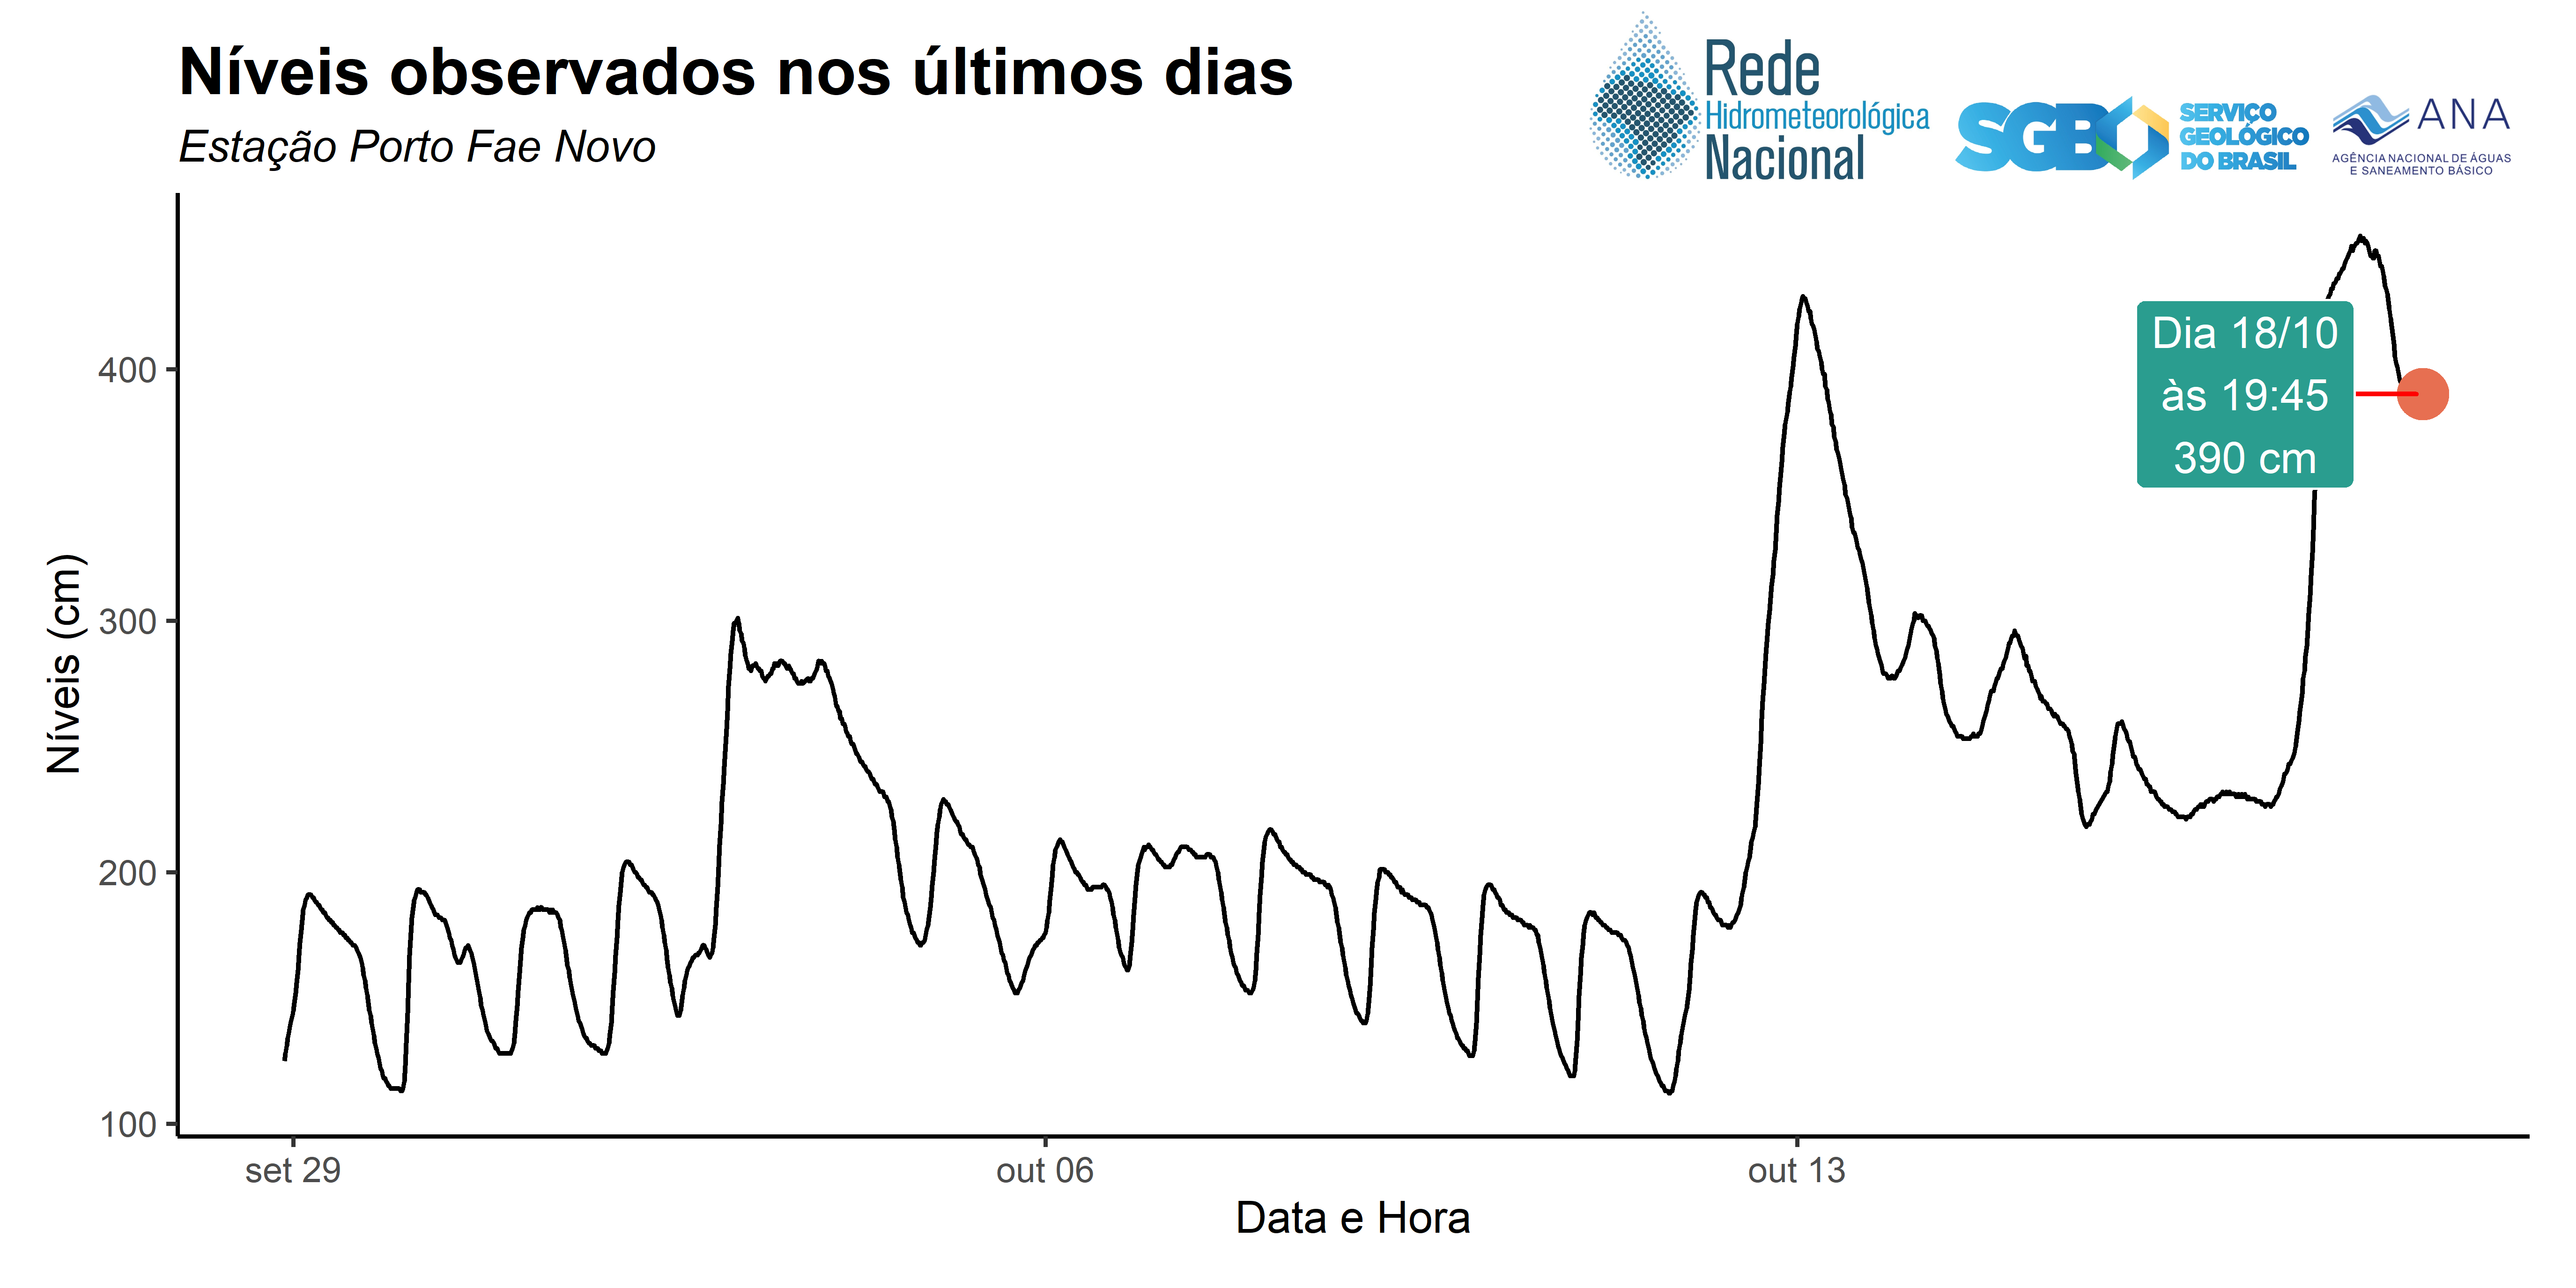 Níveis observados nos últimos dias
Estação Porto Fae Novo
Rede
Hidrometeorológica
Nacional
SGB
SERVIÇO
GEOLÓGICO
DO BRASIL
ANA
AGÊNCIA NACIONAL DE ÁGUAS
E SANEAMENTO BÁSICO
Níveis (cm)
400
300
200
100
Dia 18/10
às 19:45
390 cm
set 29
out 06
out 13
Data e Hora